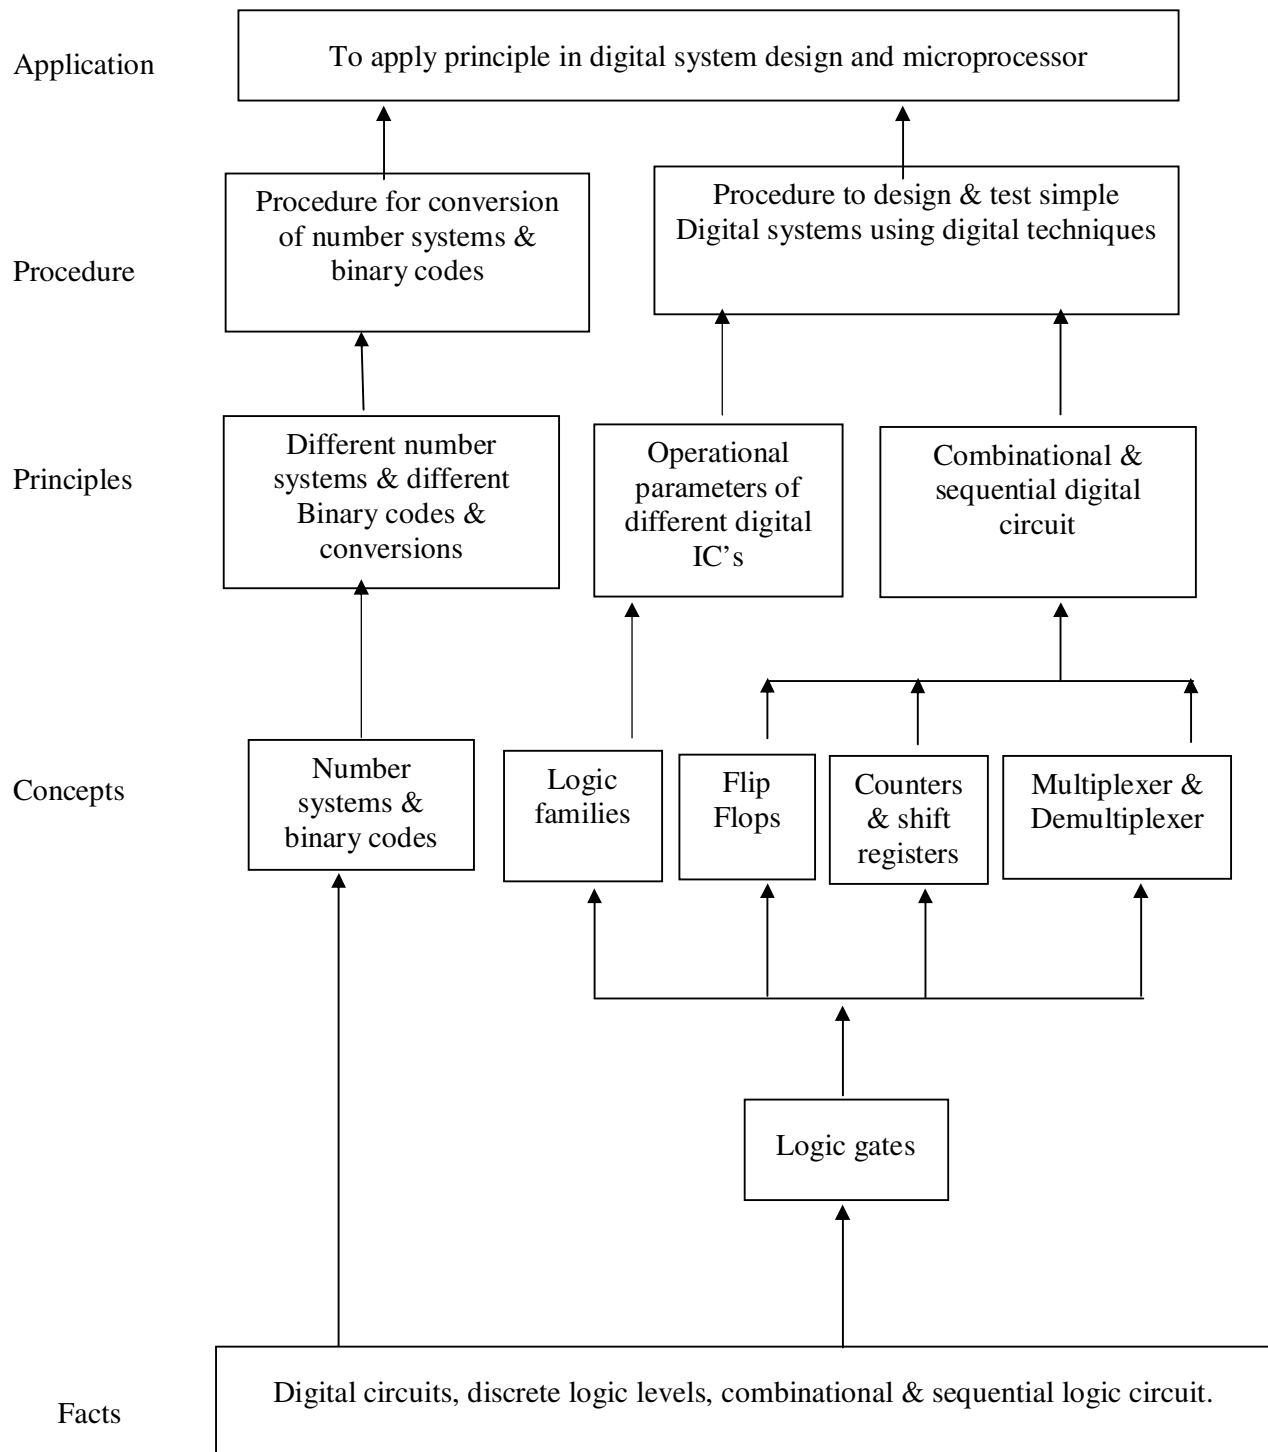 Application
To apply principle in digital system design and microprocessor
Procedure
Procedure for conversion
of number systems &
binary codes
Procedure to design & test simple
Digital systems using digital techniques
Principles
Different number
systems & different
Binary codes &
conversions
Operational
parameters of
different digital
IC’s
Combinational &
sequential digital
circuit
Concepts
Number
systems &
binary codes
Logic
families
Flip
Flops
Counters
& shift
registers
Multiplexer &
Demultiplexer
Logic gates
Facts
Digital circuits, discrete logic levels, combinational & sequential logic circuit.